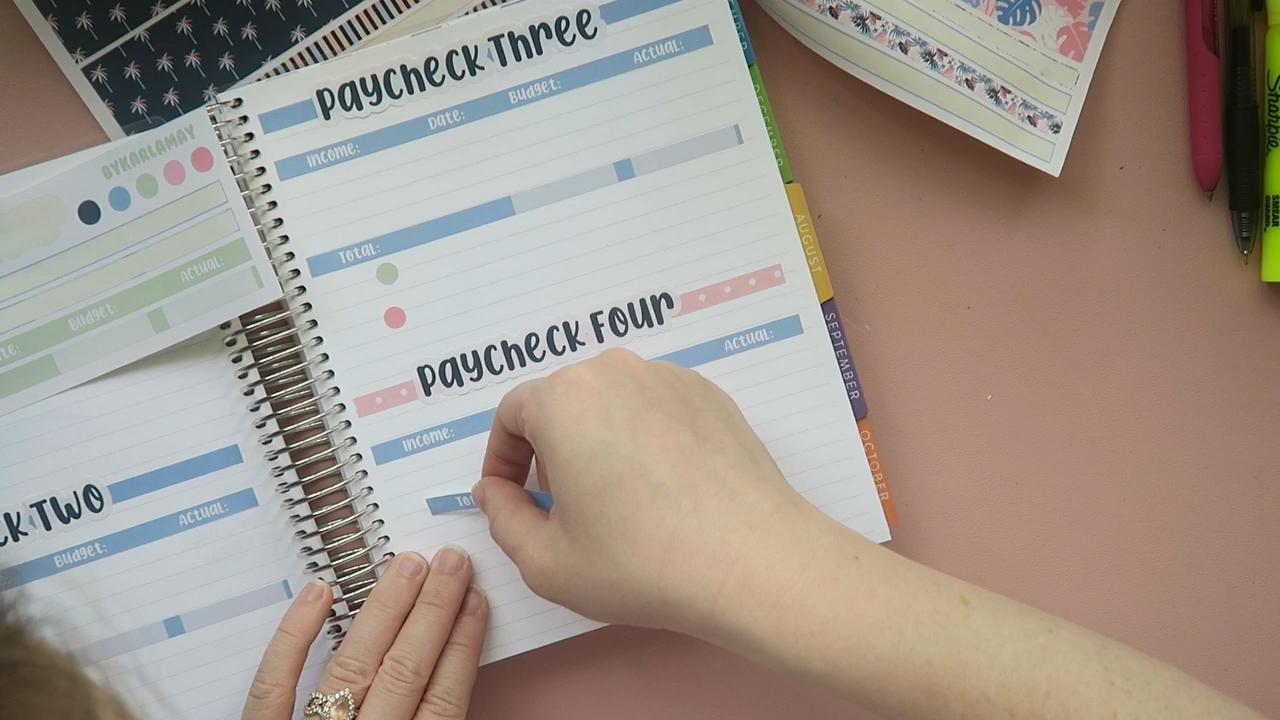 Paycheck Three
Income: Date: Budget: Actual:
Total:
Paycheck Four
Income: Actual:
BYKARLAMAY
Budget: Actual:
Two
Budget: Actual:
AUGUST
SEPTEMBER
OCTOBER
Sharpie